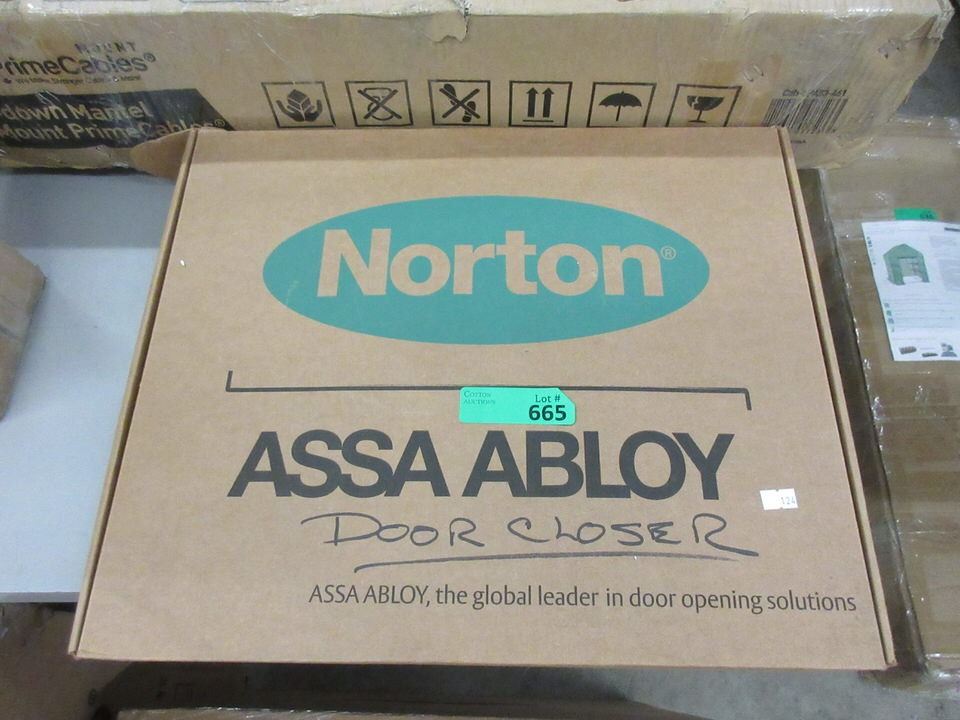 MOUNT
PrimeCables®
down Mantel
Mount PrimeCables
Norton®
COTTON
AUCTIONS
Lot #
665
ASSA ABLOY
124
DOOR CLOSER
ASSA ABLOY, the global leader in door opening solutions